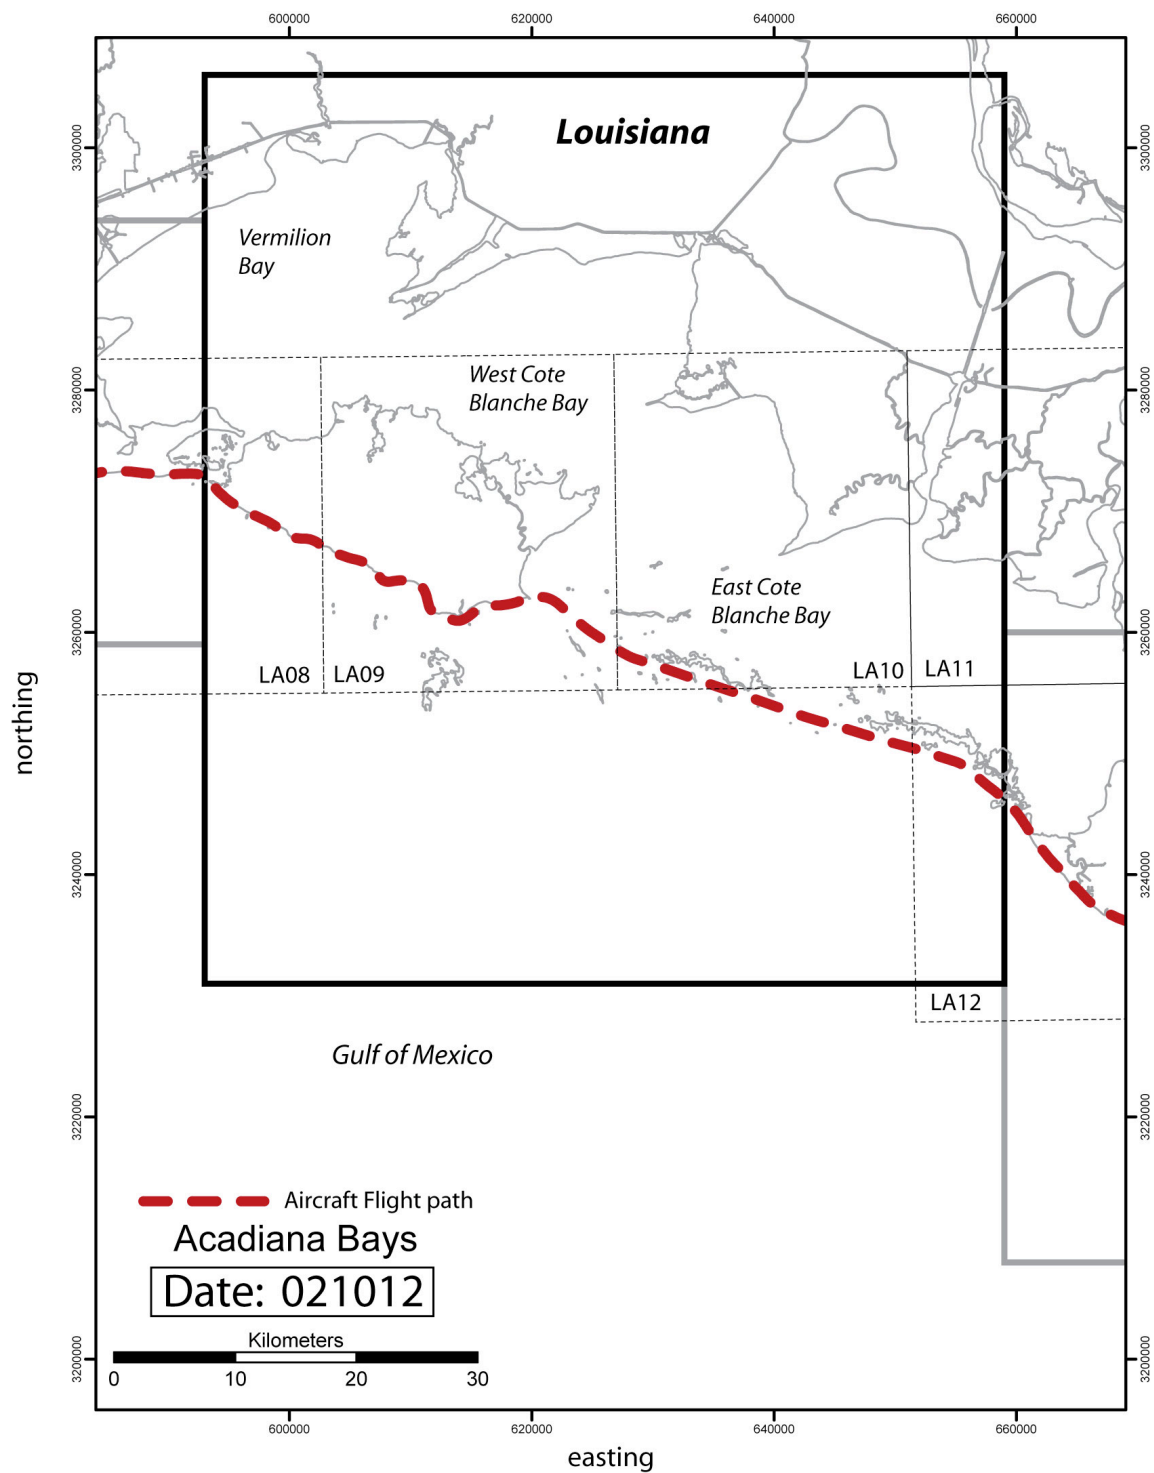 600000
620000
640000
660000
Louisiana
3300000
3300000
Vermilion
Bay
West Cote
Blanche Bay
3280000
3280000
East Cote
Blanche Bay
3260000
3260000
LA08
LA09
LA10
LA11
northing
3240000
3240000
LA12
Gulf of Mexico
3220000
3220000
Aircraft Flight path
Acadiana Bays
Date: 021012
Kilometers
0 10 20 30
3200000
3200000
600000
620000
640000
660000
easting